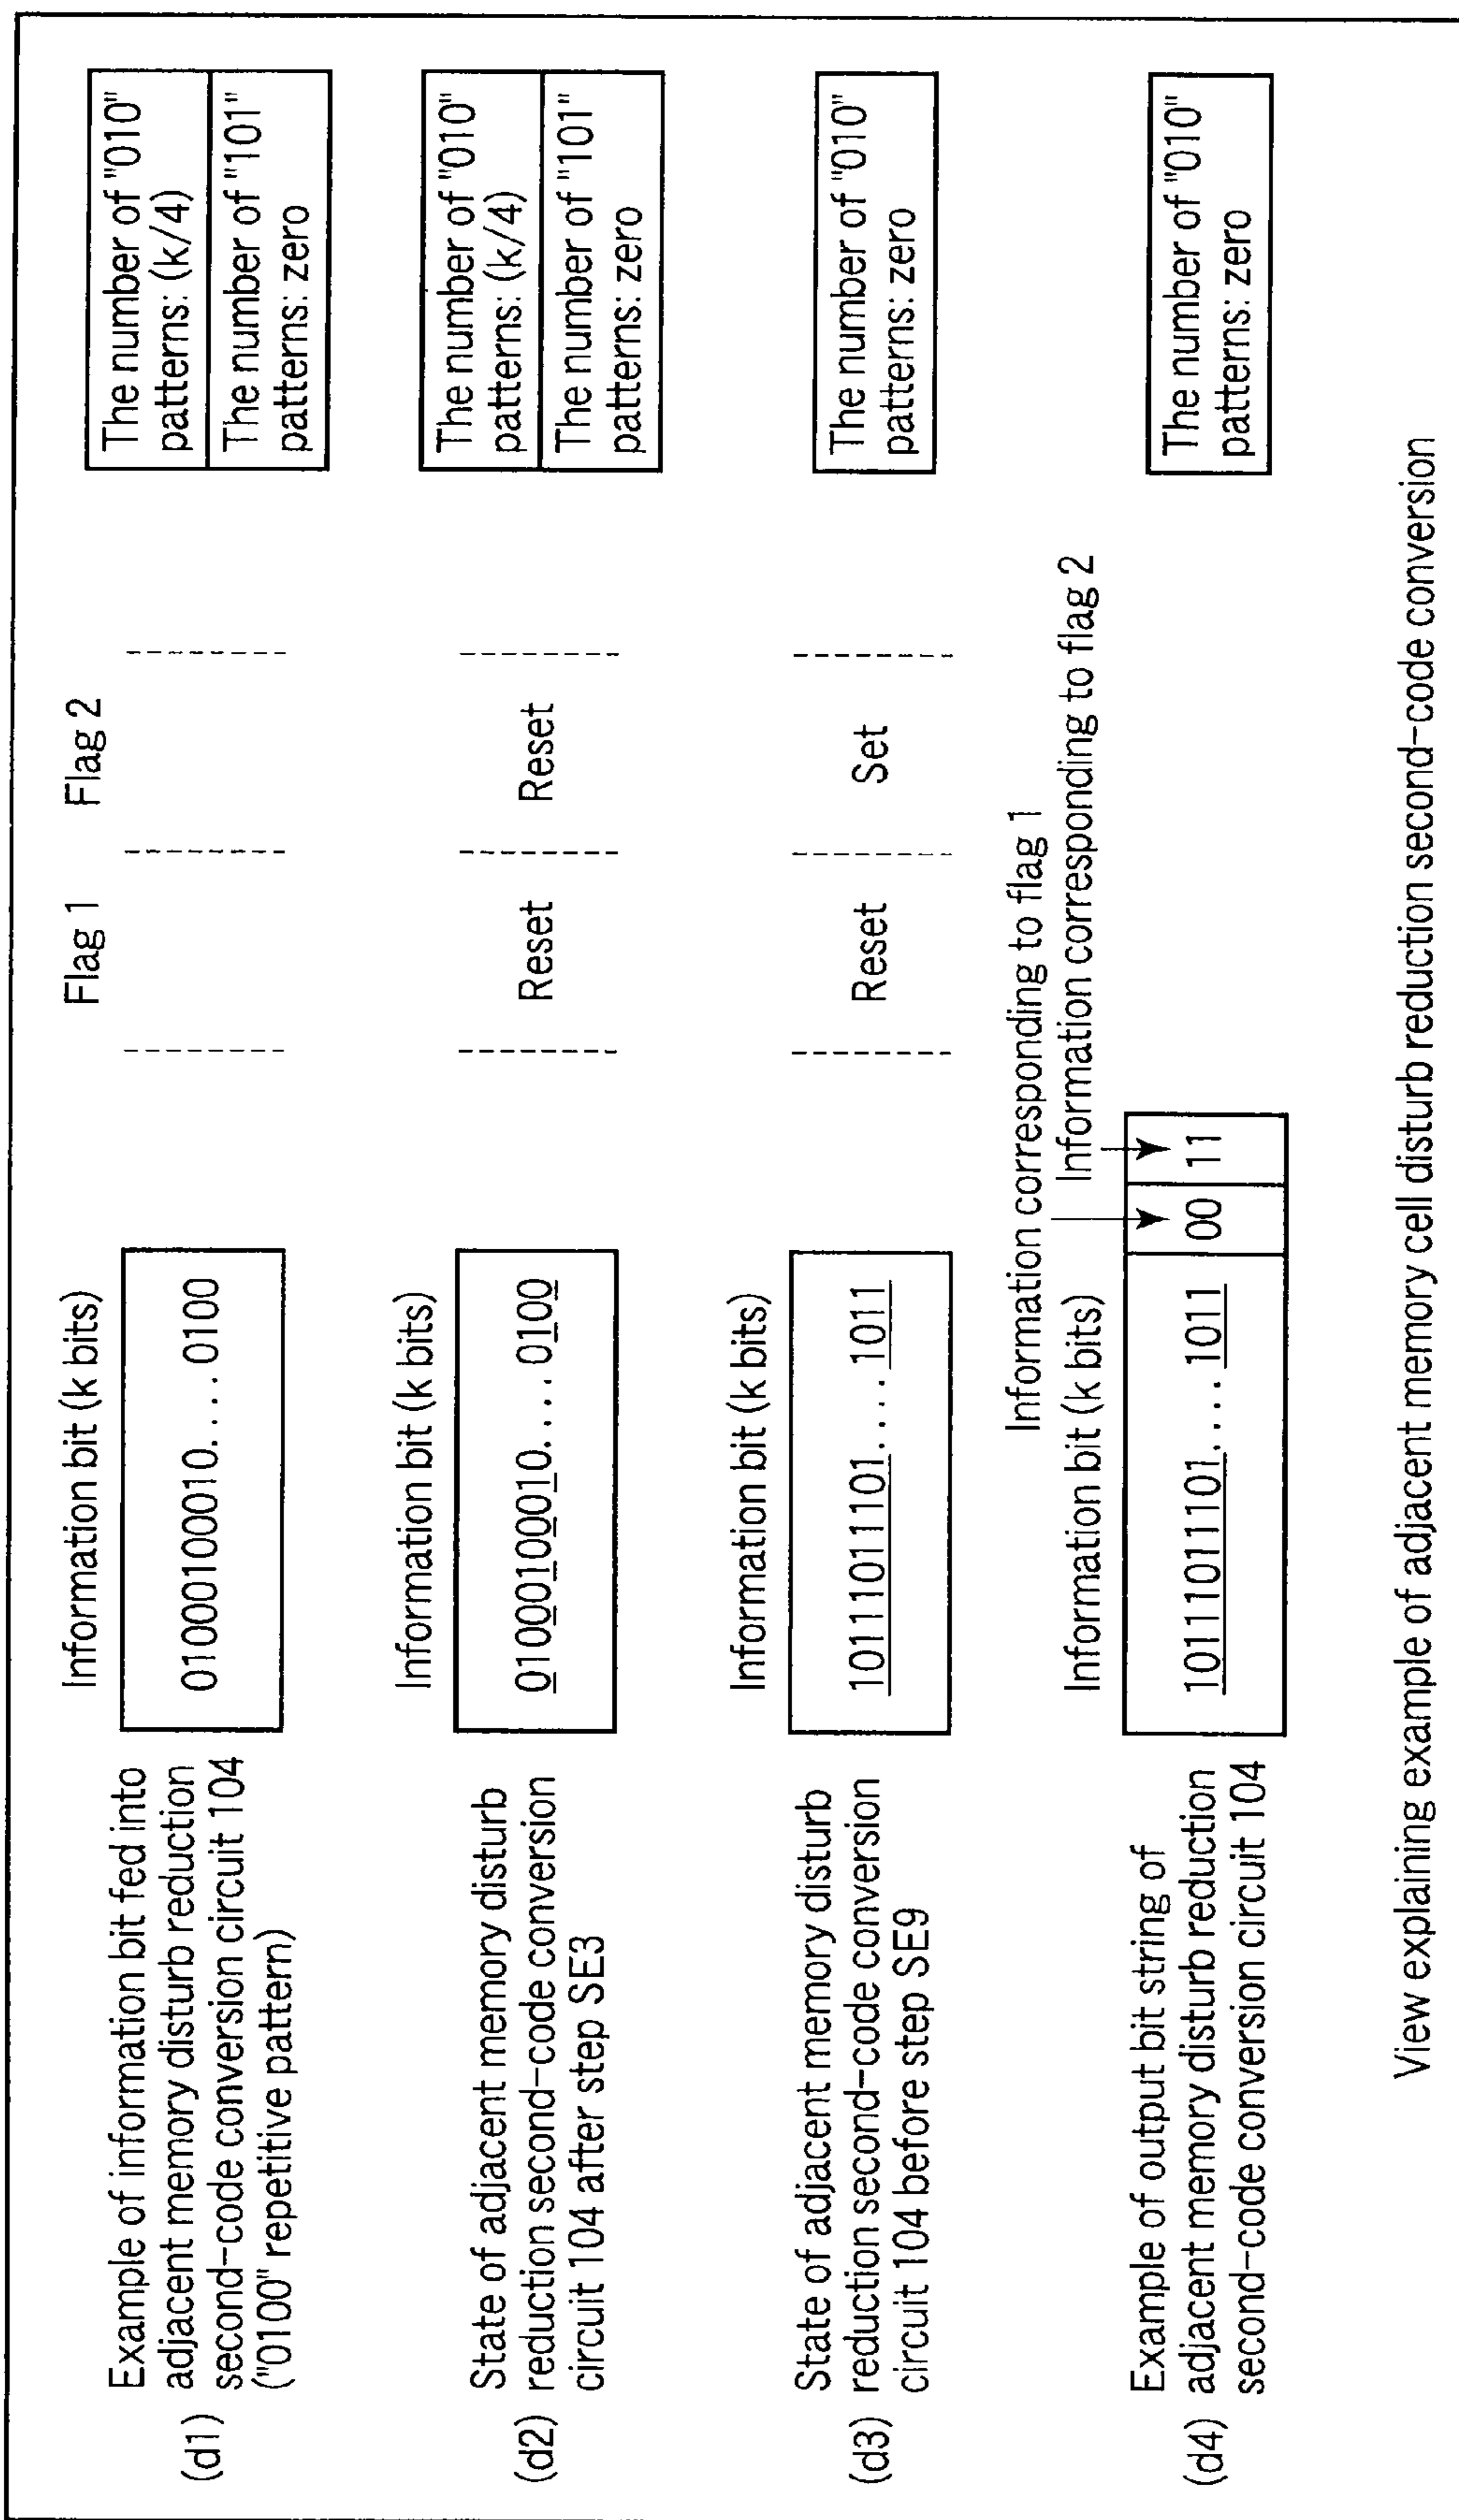 Flag 1 Flag 2
Information bit (k bits)
Example of information bit fed into
adjacent memory disturb reduction
second-code conversion circuit 104
("0100" repetitive pattern)
(d1)
0100010010....0100
The number of "010"
patterns: (k/4)
The number of "101"
patterns: zero
Information bit (k bits)
State of adjacent memory disturb
reduction second-code conversion
circuit 104 after step SE3
(d2)
01000100010....0100
Reset Reset
The number of "010"
patterns: (k/4)
The number of "101"
patterns: zero
Information bit (k bits)
State of adjacent memory disturb
reduction second-code conversion
circuit 104 before step SE9
(d3)
10111011101....1011
Reset Set
The number of "010"
patterns: zero
Information corresponding to flag 1
Information corresponding to flag 2
Information bit (k bits)
Example of output bit string of
adjacent memory disturb reduction
second-code conversion circuit 104
(d4)
10111011101....1011 00 11
The number of "010"
patterns: zero
View explaining example of adjacent memory cell disturb reduction second-code conversion